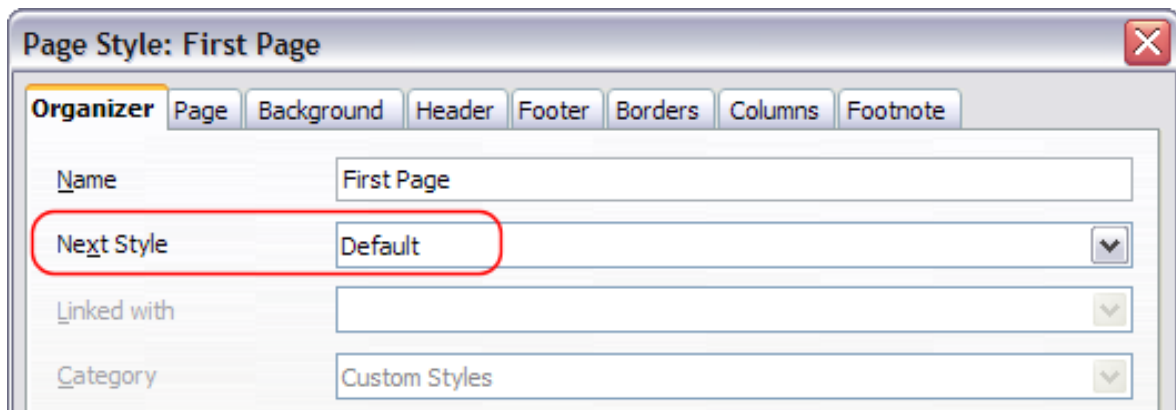 Page Style: First Page
Organizer Page Background Header Footer Borders Columns Footnote
Name First Page
Next Style Default
Linked with
Category Custom Styles